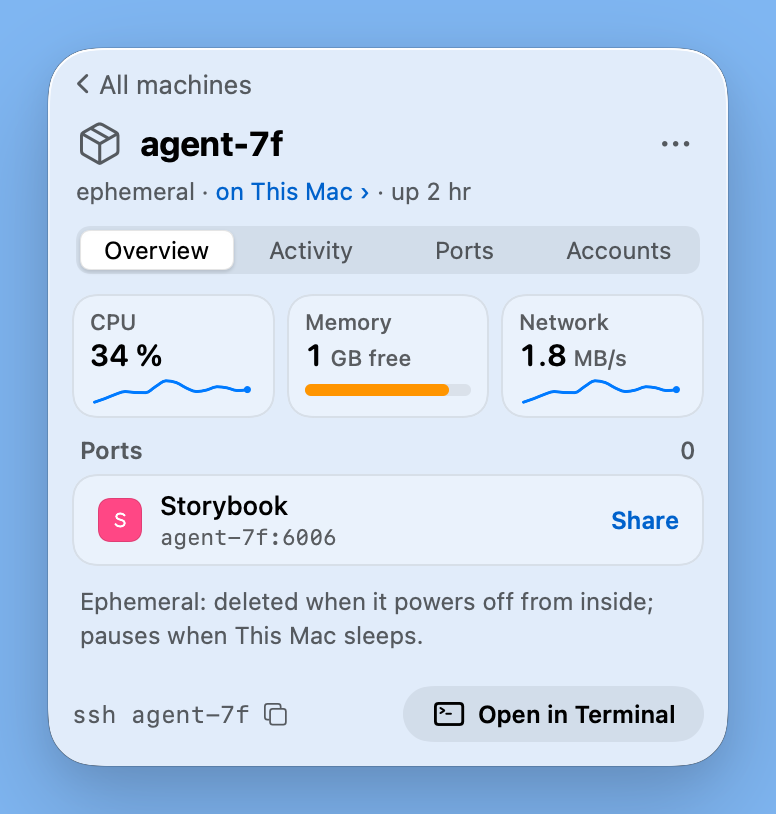 All machines
agent-7f
ephemeral · on This Mac › · up 2 hr
Overview Activity Ports Accounts
CPU Memory Network
34 % 1 GB free 1.8 MB/s
Ports 0
S Storybook Share
agent-7f:6006
Ephemeral: deleted when it powers off from inside;
pauses when This Mac sleeps.
ssh agent-7f Open in Terminal